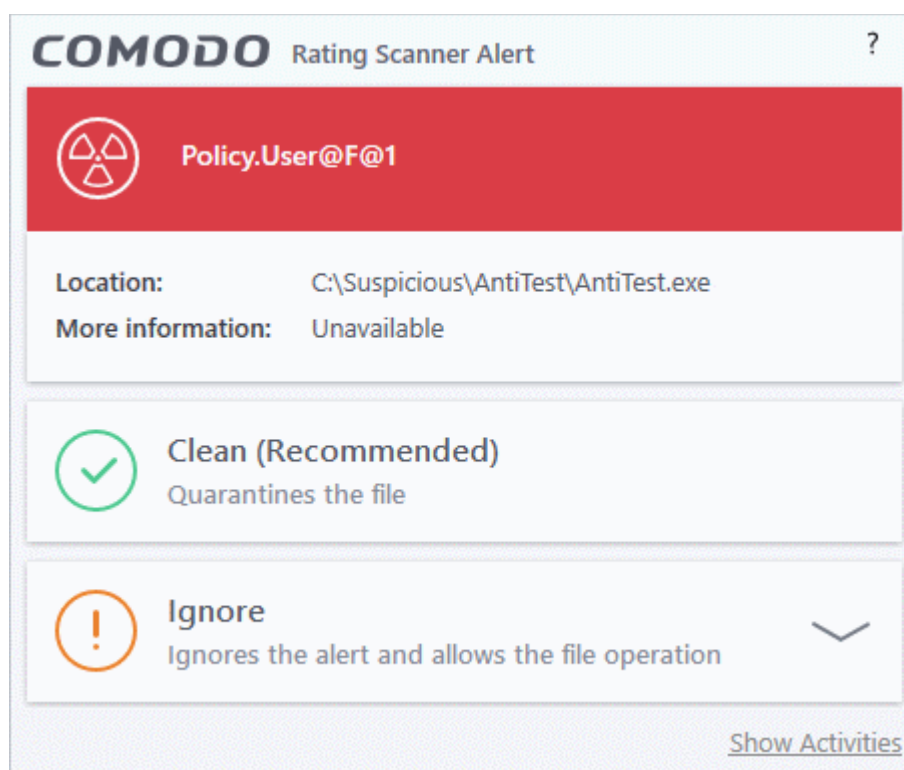 COMODO Rating Scanner Alert ?
Policy.User@F@1
Location: C:\Suspicious\AntiTest\AntiTest.exe
More information: Unavailable
Clean (Recommended)
Quarantines the file
Ignore
Ignores the alert and allows the file operation
Show Activities